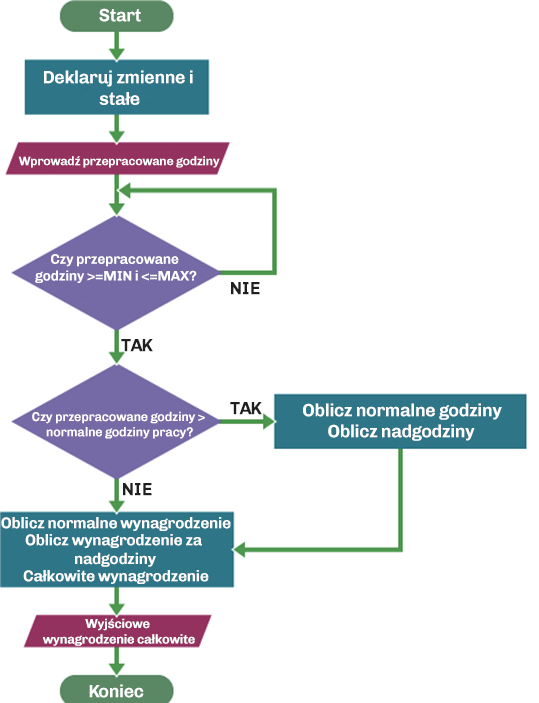 Start
Deklaruj zmienne i
stałe
Wprowadź przepracowane godziny
Czy przepracowane
godziny >=MIN i <=MAX?
NIE
TAK
Czy przepracowane godziny >
normalne godziny pracy?
TAK
Oblicz normalne godziny
Oblicz nadgodziny
NIE
Oblicz normalne wynagrodzenie
Oblicz wynagrodzenie za
nadgodziny
Całkowite wynagrodzenie
Wyjściowe
wynagrodzenie całkowite
Koniec